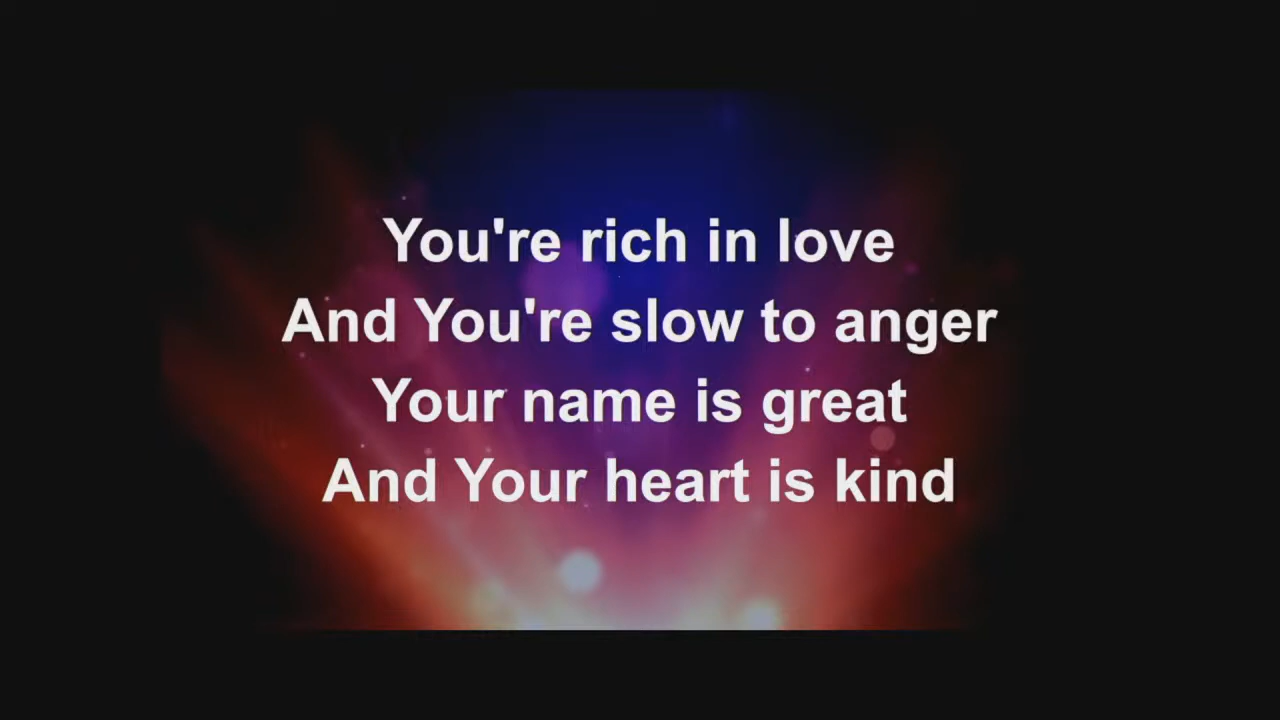 You're rich in love
And You're slow to anger
Your name is great
And Your heart is kind